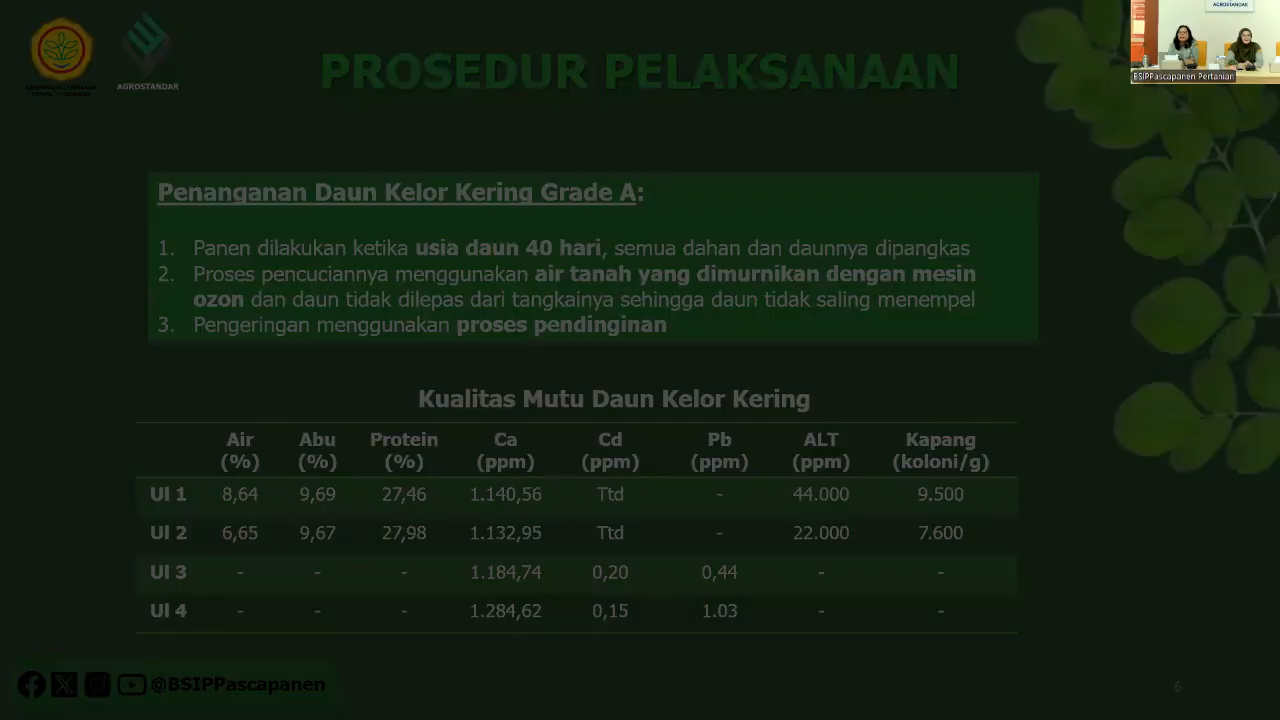 AGROSTANDAR
PROSEDUR PELAKSANAAN
AGROSTANDAR
BSIPPascapanen Pertanian
Penanganan Daun Kelor Kering Grade A:
1. Panen dilakukan ketika usia daun 40 hari, semua dahan dan daunnya dipangkas
2. Proses pencuciannya menggunakan air tanah yang dimurnikan dengan mesin
ozon dan daun tidak dilepas dari tangkainya sehingga daun tidak saling menempel
3. Pengeringan menggunakan proses pendinginan
Kualitas Mutu Daun Kelor Kering
Air Abu Protein Ca Cd Pb ALT Kapang
(%) (%) (%) (ppm) (ppm) (ppm) (ppm) (koloni/g)
Ul 1 8,64 9,69 27,46 1.140,56 Ttd - 44.000 9.500
Ul 2 6,65 9,67 27,98 1.132,95 Ttd - 22.000 7.600
Ul 3 - - - 1.184,74 0,20 0,44 - -
Ul 4 - - - 1.284,62 0,15 1.03 - -
@BSIPPascapanen
6